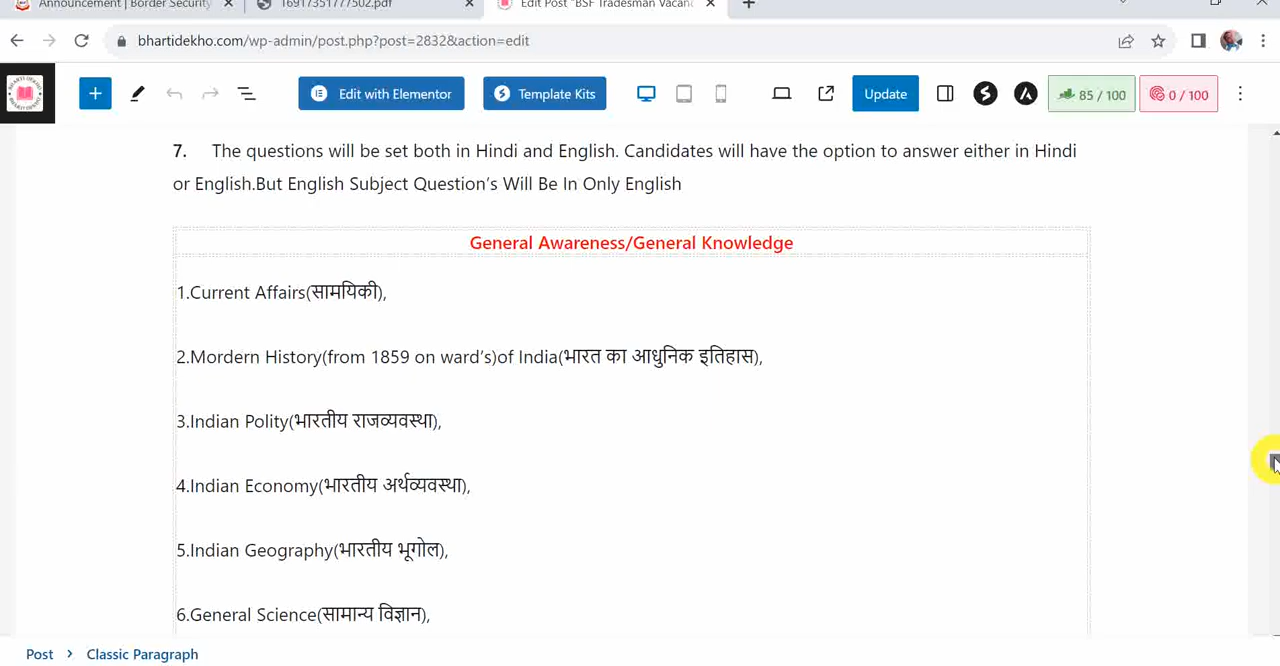 Announcement | Border Security
16917351777502.pdf
Edit Post "BSF Tradesman Vacanc
bhartidekho.com/wp-admin/post.php?post=2832&action=edit
Edit with Elementor
Template Kits
Update
85 / 100
0 / 100
7. The questions will be set both in Hindi and English. Candidates will have the option to answer either in Hindi
or English.But English Subject Question's Will Be In Only English
General Awareness/General Knowledge
1.Current Affairs(सामयिकी),
2.Mordern History(from 1859 on ward's)of India(भारत का आधुनिक इतिहास),
3.Indian Polity(भारतीय राजव्यवस्था),
4.Indian Economy(भारतीय अर्थव्यवस्था),
5.Indian Geography(भारतीय भूगोल),
6.General Science(सामान्य विज्ञान),
Post > Classic Paragraph